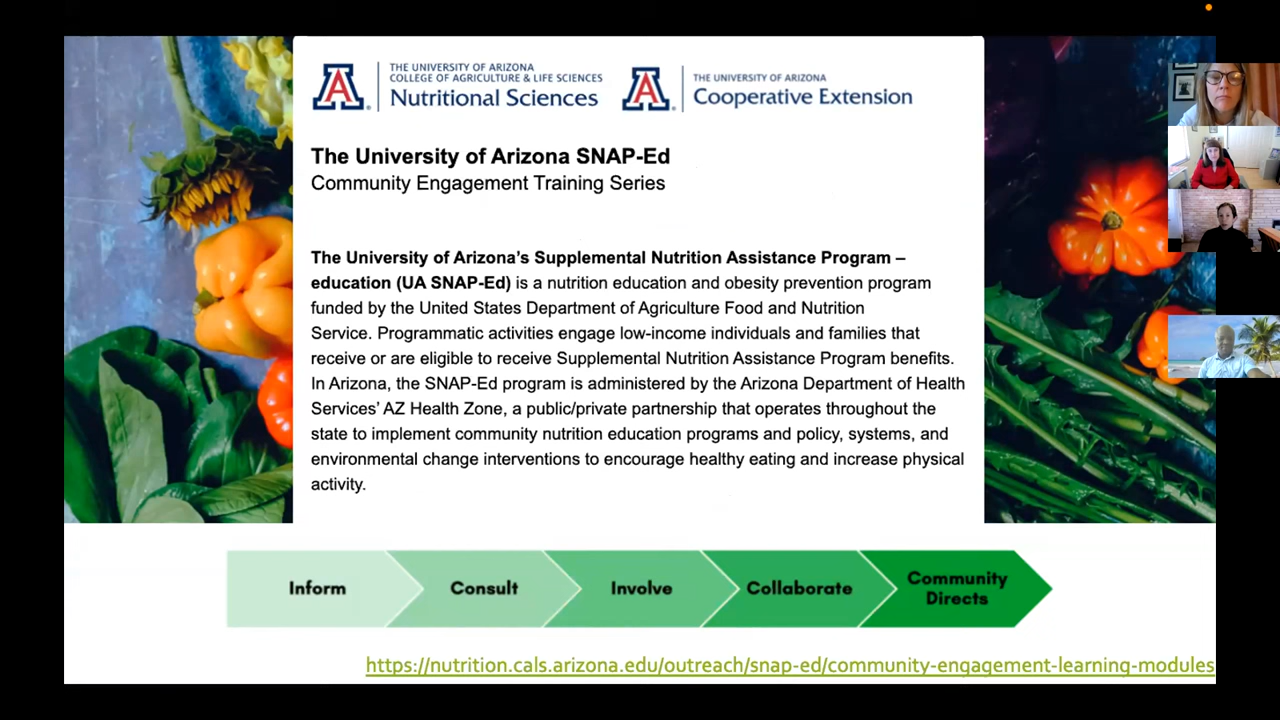 THE UNIVERSITY OF ARIZONA
COLLEGE OF AGRICULTURE & LIFE SCIENCES
Nutritional Sciences
THE UNIVERSITY OF ARIZONA
Cooperative Extension
The University of Arizona SNAP-Ed
Community Engagement Training Series
The University of Arizona’s Supplemental Nutrition Assistance Program –
education (UA SNAP-Ed) is a nutrition education and obesity prevention program
funded by the United States Department of Agriculture Food and Nutrition
Service. Programmatic activities engage low-income individuals and families that
receive or are eligible to receive Supplemental Nutrition Assistance Program benefits.
In Arizona, the SNAP-Ed program is administered by the Arizona Department of Health
Services’ AZ Health Zone, a public/private partnership that operates throughout the
state to implement community nutrition education programs and policy, systems, and
environmental change interventions to encourage healthy eating and increase physical
activity.
Inform
Consult
Involve
Collaborate
Community
Directs
https://nutrition.cals.arizona.edu/outreach/snap-ed/community-engagement-learning-modules